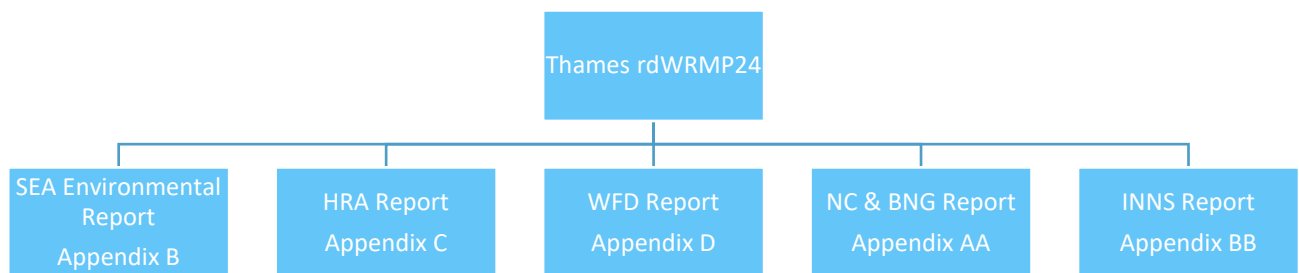 Thames rdWRMP24
SEA Environmental
Report
Appendix B
HRA Report
Appendix C
WFD Report
Appendix D
NC & BNG Report
Appendix AA
INNS Report
Appendix BB